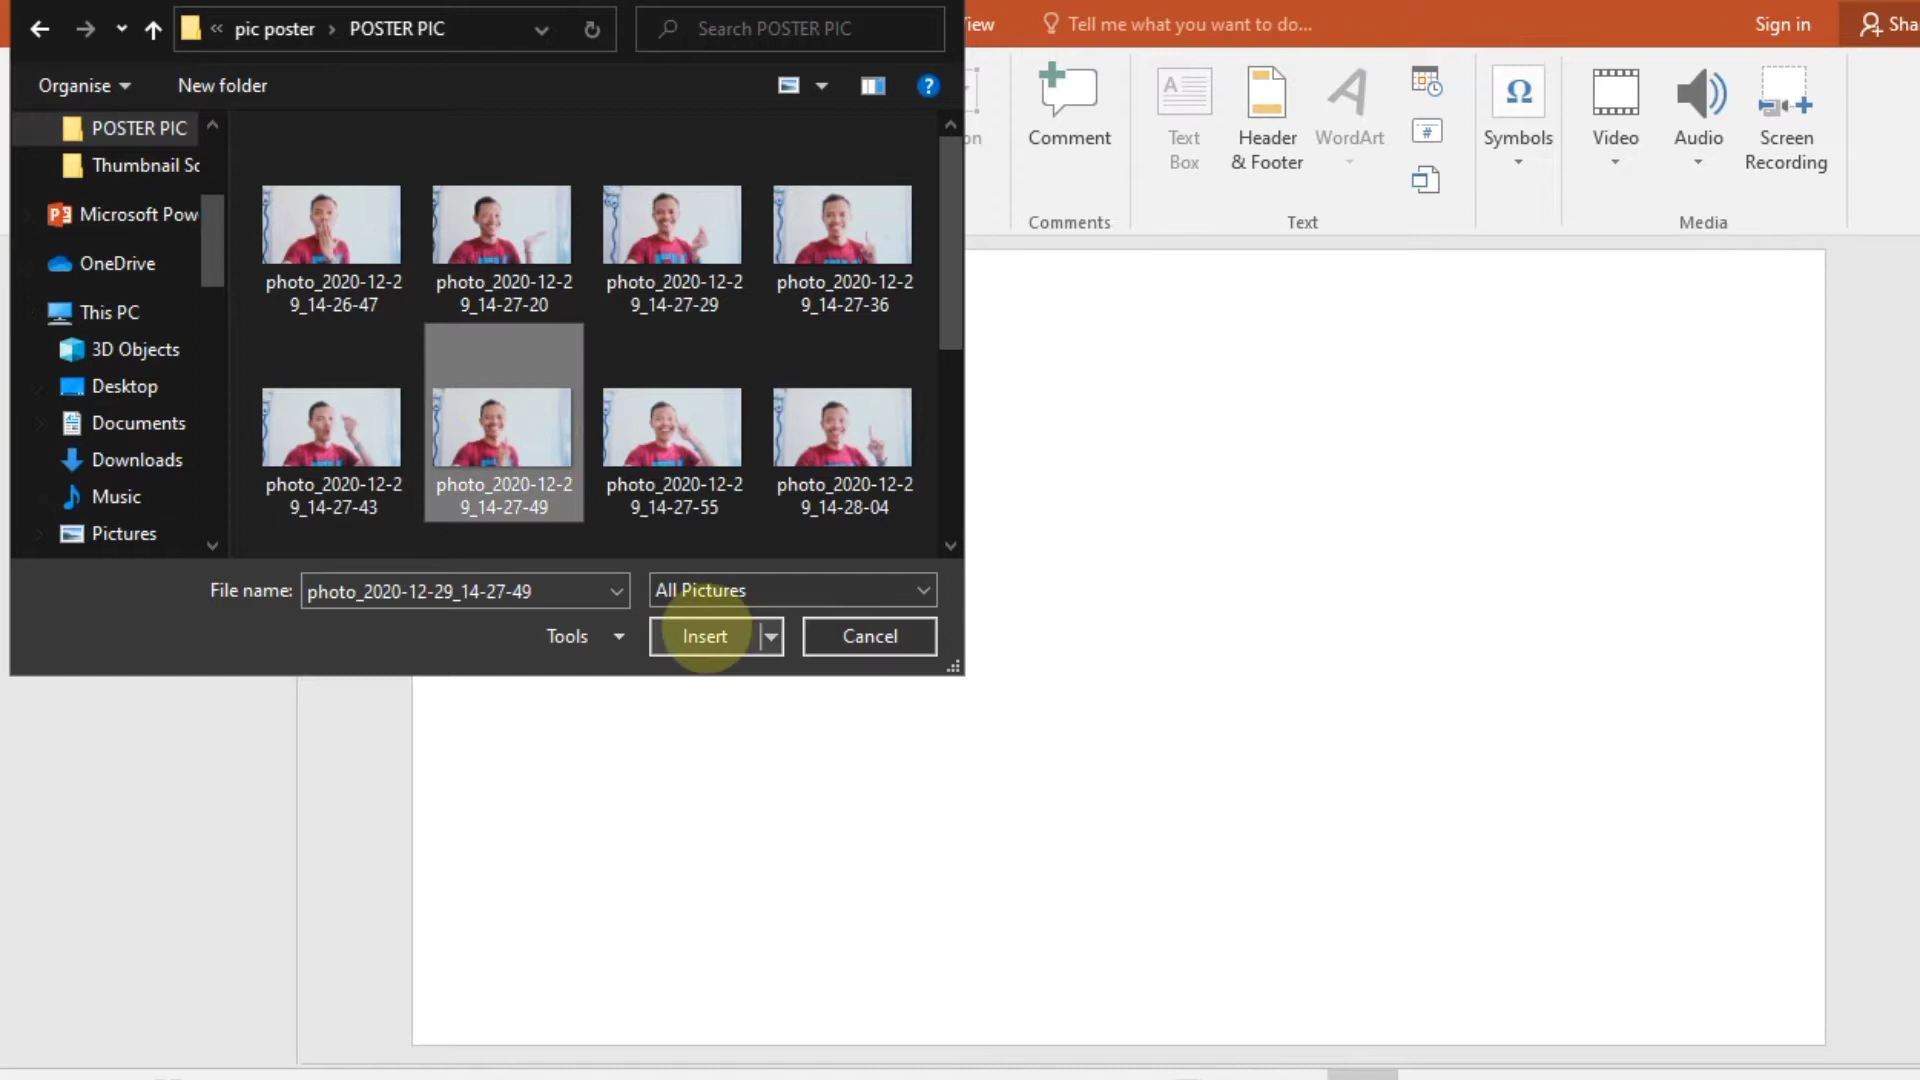 pic poster > POSTER PIC
Search POSTER PIC
Tell me what you want to do...
Sign in
Organise
New folder
POSTER PIC
Thumbnail Sc
Microsoft Pow
OneDrive
This PC
3D Objects
Desktop
Documents
Downloads
Music
Pictures
photo_2020-12-2
9_14-26-47
photo_2020-12-2
9_14-27-20
photo_2020-12-2
9_14-27-29
photo_2020-12-2
9_14-27-36
photo_2020-12-2
9_14-27-43
photo_2020-12-2
9_14-27-49
photo_2020-12-2
9_14-27-55
photo_2020-12-2
9_14-28-04
File name: photo_2020-12-29_14-27-49
All Pictures
Tools
Insert
Cancel
Comment
Text
Box
Header
& Footer
WordArt
#
Symbols
Ω
Video
Audio
Screen
Recording
Comments
Text
Media